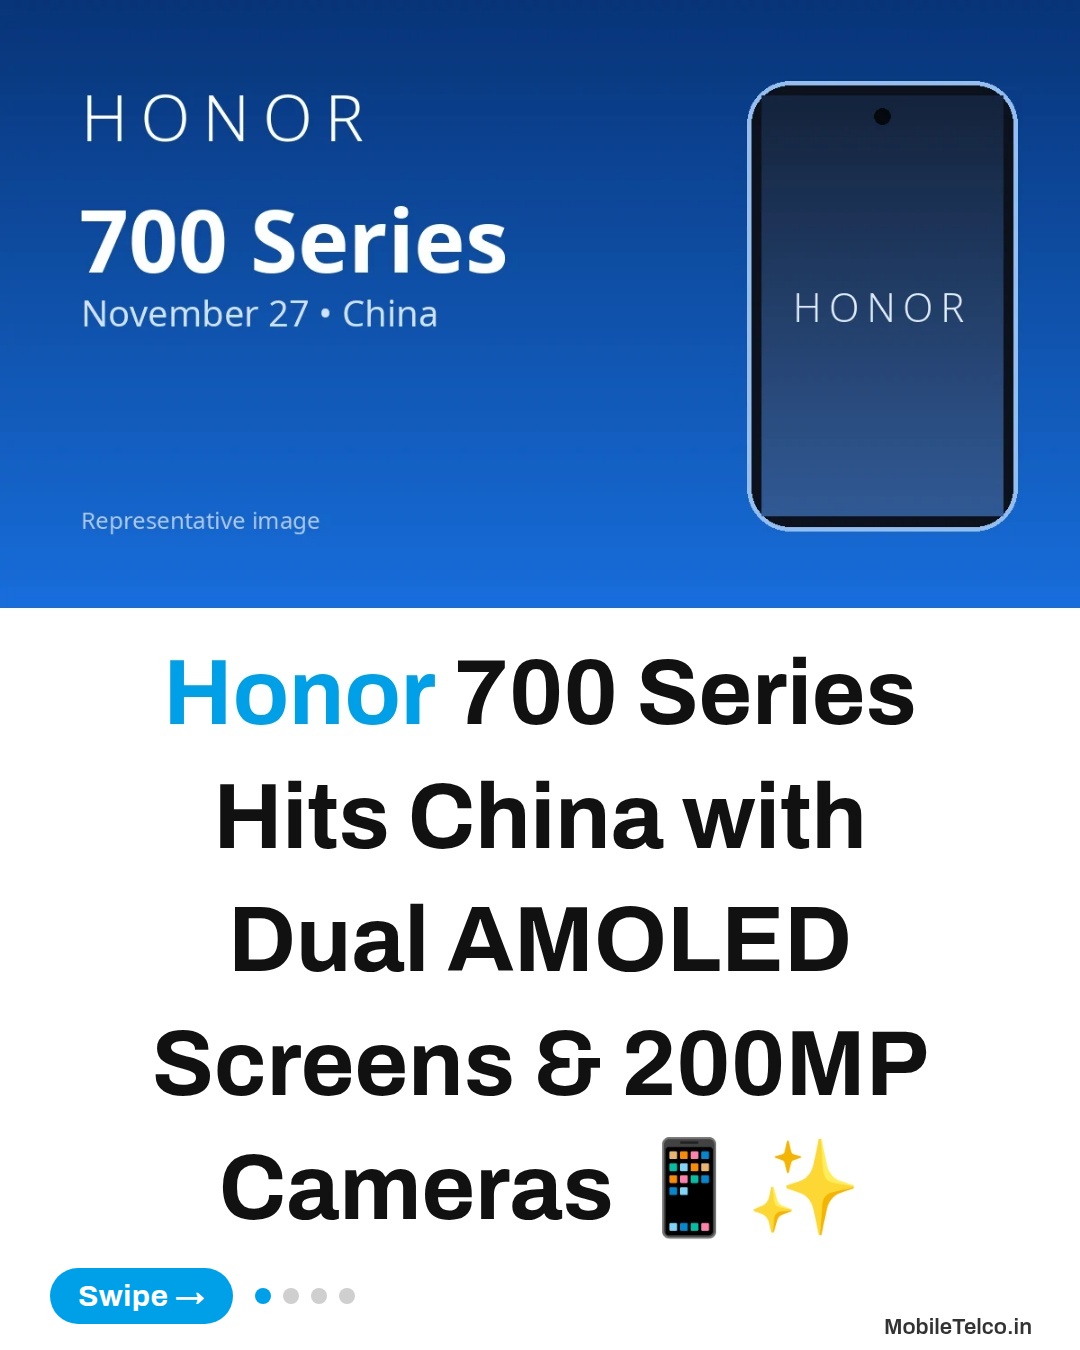 HONOR
700 Series
November 27 • China
HONOR
Representative image
Honor 700 Series
Hits China with
Dual AMOLED
Screens & 200MP
Cameras 📱 ✨
Swipe →
MobileTelco.in